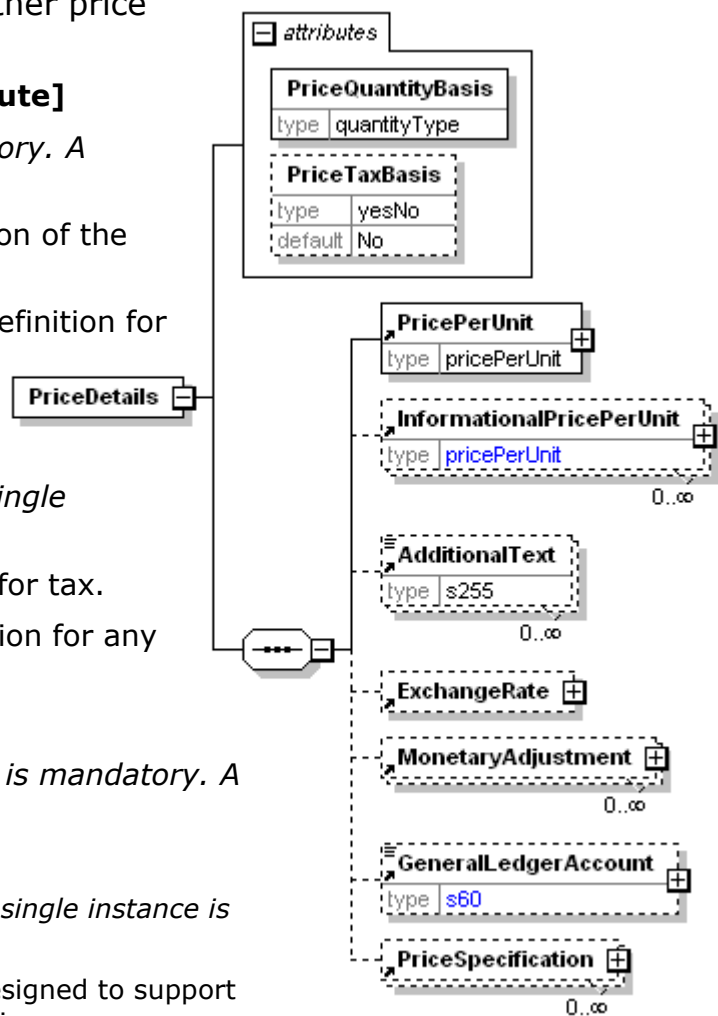 ther price
ute]
ory. A
on of the
efinition for
ingle
for tax.
ion for any
is mandatory. A
single instance is
signed to support
attributes
PriceQuantityBasis
type quantityType
PriceTaxBasis
type yesNo
default No
PriceDetails
PricePerUnit
type pricePerUnit
InformationalPricePerUnit
type pricePerUnit
0..∞
AdditionalText
type s255
0..∞
ExchangeRate
MonetaryAdjustment
0..∞
GeneralLedgerAccount
type s60
PriceSpecification
0..∞